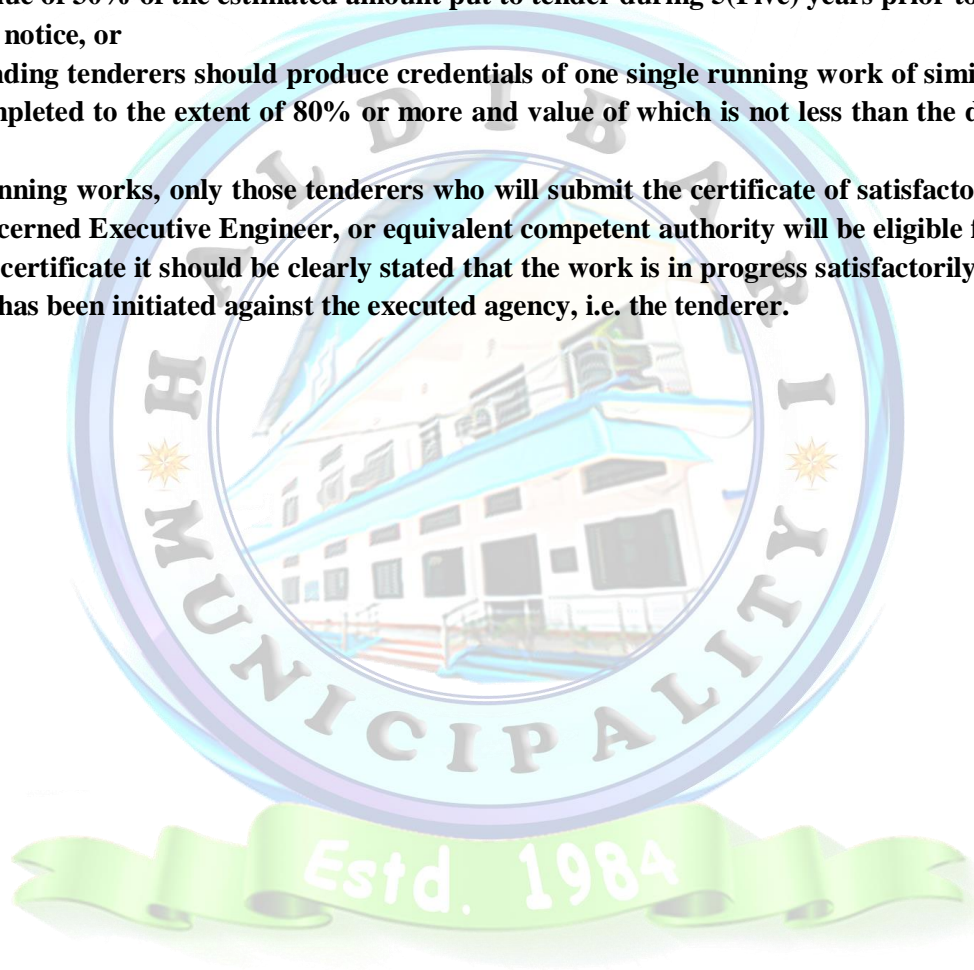 lue of of the estimated amount put to tender during 5(Five) years prior to
notice, or
nding tenderers should produce credentials of one single running work of simi
mpleted to the extent of 80% or more and value of which is not less than the d
nning works, only those tenderers who will submit the certificate of satisfacto
cerned Executive Engineer, or equivalent competent authority will be eligible f
certificate it should be clearly stated that the work is in progress satisfactorily
has been initiated against the executed agency, i.e. the tenderer.
HALDIBARI
MUNICIPALITY
Estd. 1984